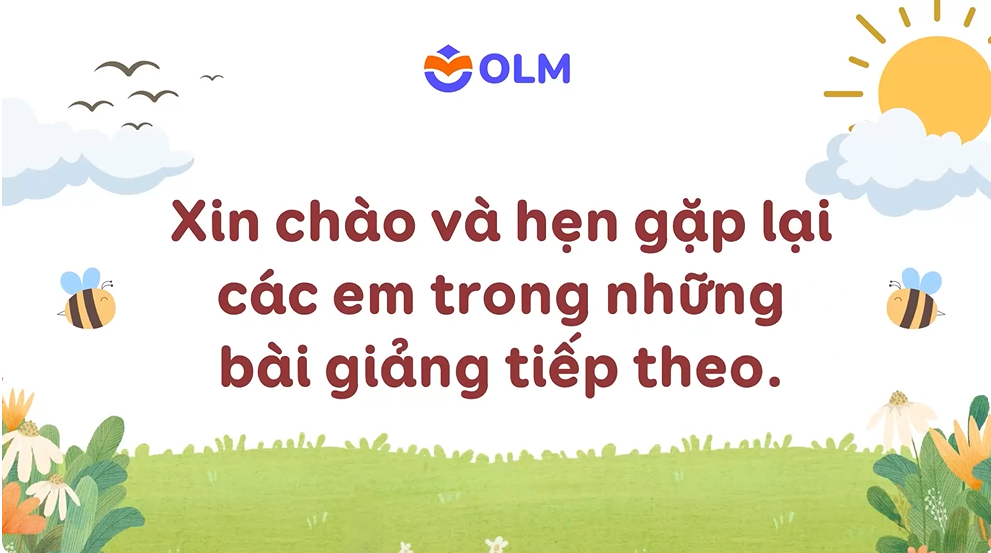 OLM
Xin chào và hẹn gặp lại
các em trong những
bài giảng tiếp theo.